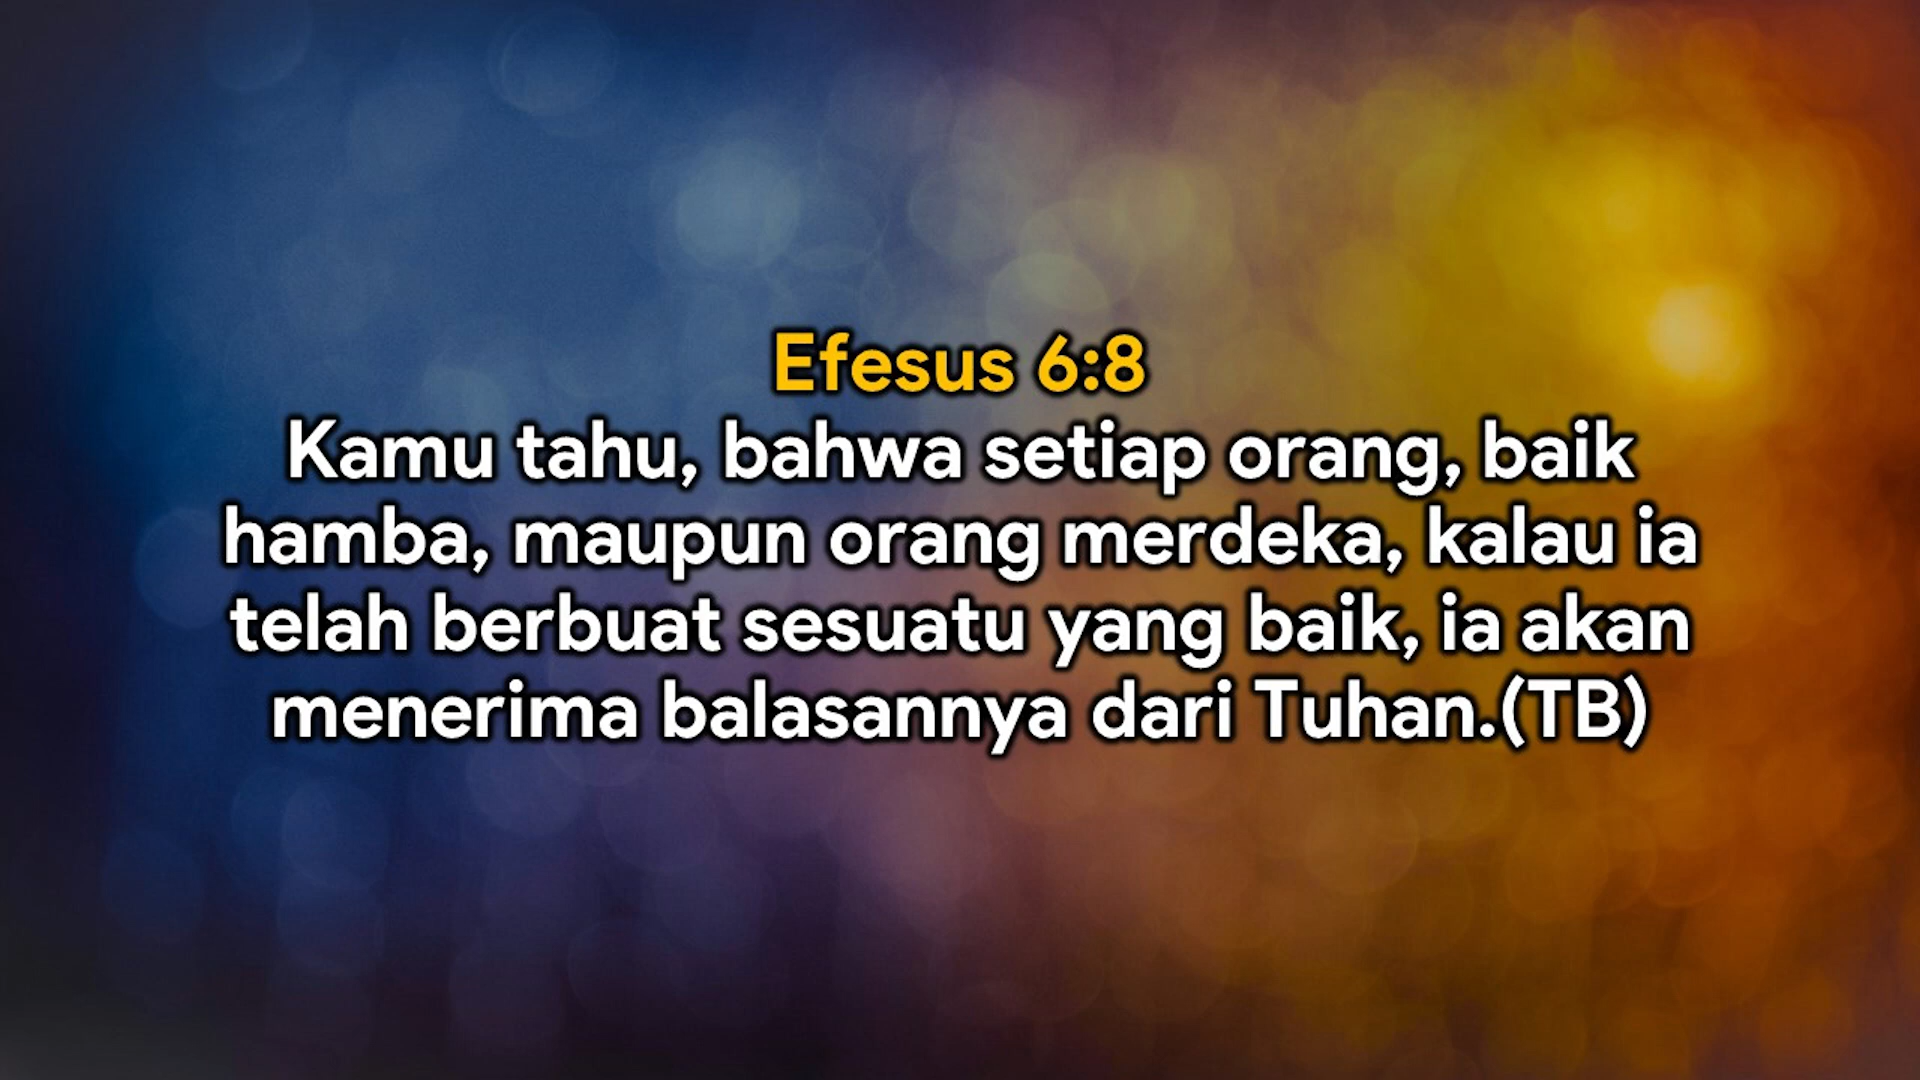 Efesus 6:8
Kamu tahu, bahwa setiap orang, baik
hamba, maupun orang merdeka, kalau ia
telah berbuat sesuatu yang baik, ia akan
menerima balasannya dari Tuhan.(TB)